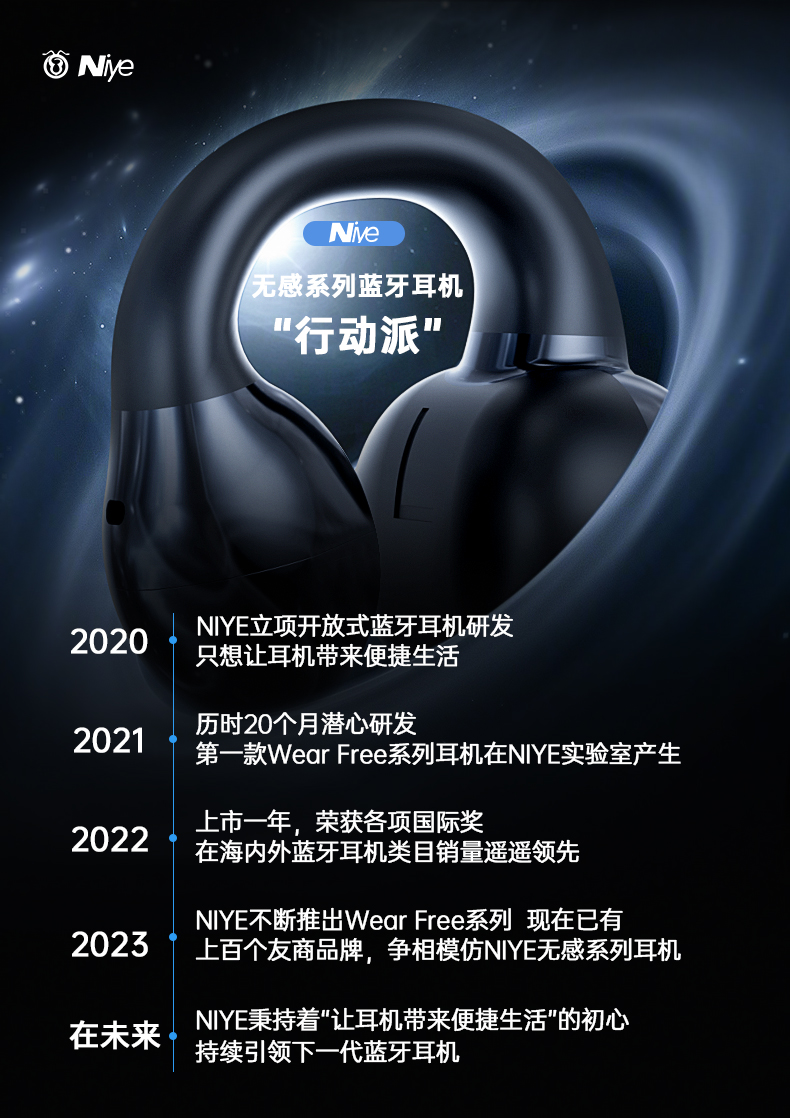 Niye
Niye
无感系列蓝牙耳机
“行动派”
2020
NIYE立项开放式蓝牙耳机研发
只想让耳机带来便捷生活
2021
历时20个月潜心研发
第一款Wear Free系列耳机在NIYE实验室产生
2022
上市一年，荣获各项国际奖
在海内外蓝牙耳机类目销量遥遥领先
2023
NIYE不断推出Wear Free系列 现在已有
上百个友商品牌，争相模仿NIYE无感系列耳机
在未来
NIYE秉持着“让耳机带来便捷生活”的初心
持续引领下一代蓝牙耳机